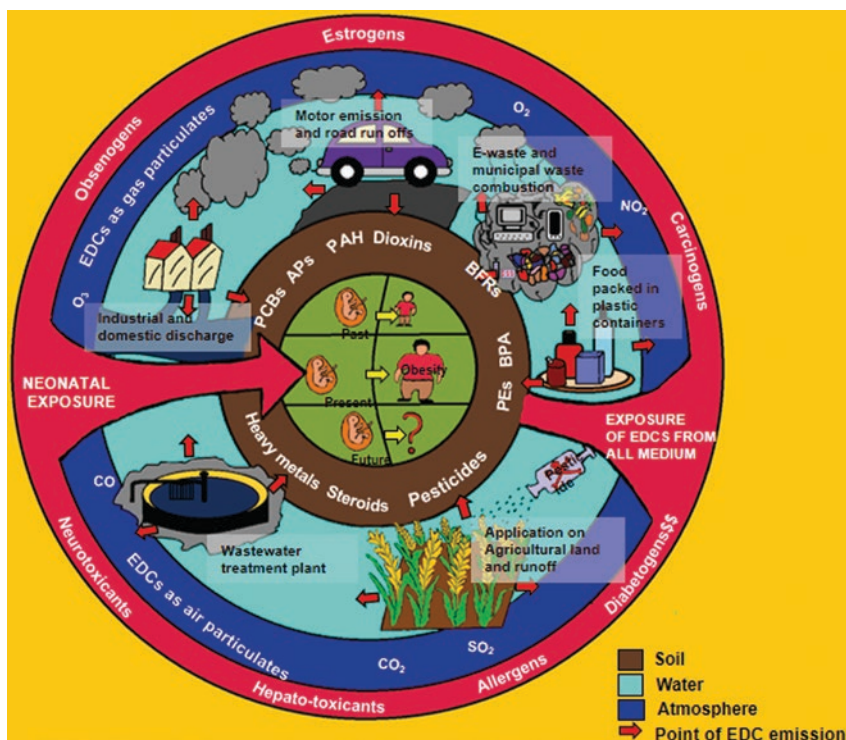 Estrogens
Obsenogens
EDCs as gas particulates
O₃
O₂
NO₂
Carcinogens
Motor emission
and road run offs
E-waste and
municipal waste
combustion
Food
packed in
plastic
containers
Industrial and
domestic discharge
PCBs APs PAH Dioxins BFRs
BPA
PEs
Past
Present
Obesity
Future
?
NEONATAL
EXPOSURE
EXPOSURE
OF EDCS FROM
ALL MEDIUM
Heavy metals Steroids Pesticides
Pesti
ide
CO
Wastewater
treatment plant
Application on
Agricultural land
and runoff
EDCs as air particulates
CO₂
SO₂
Neurotoxicants
Hepato-toxicants
Allergens
Diabetogens$$
Soil
Water
Atmosphere
Point of EDC emission